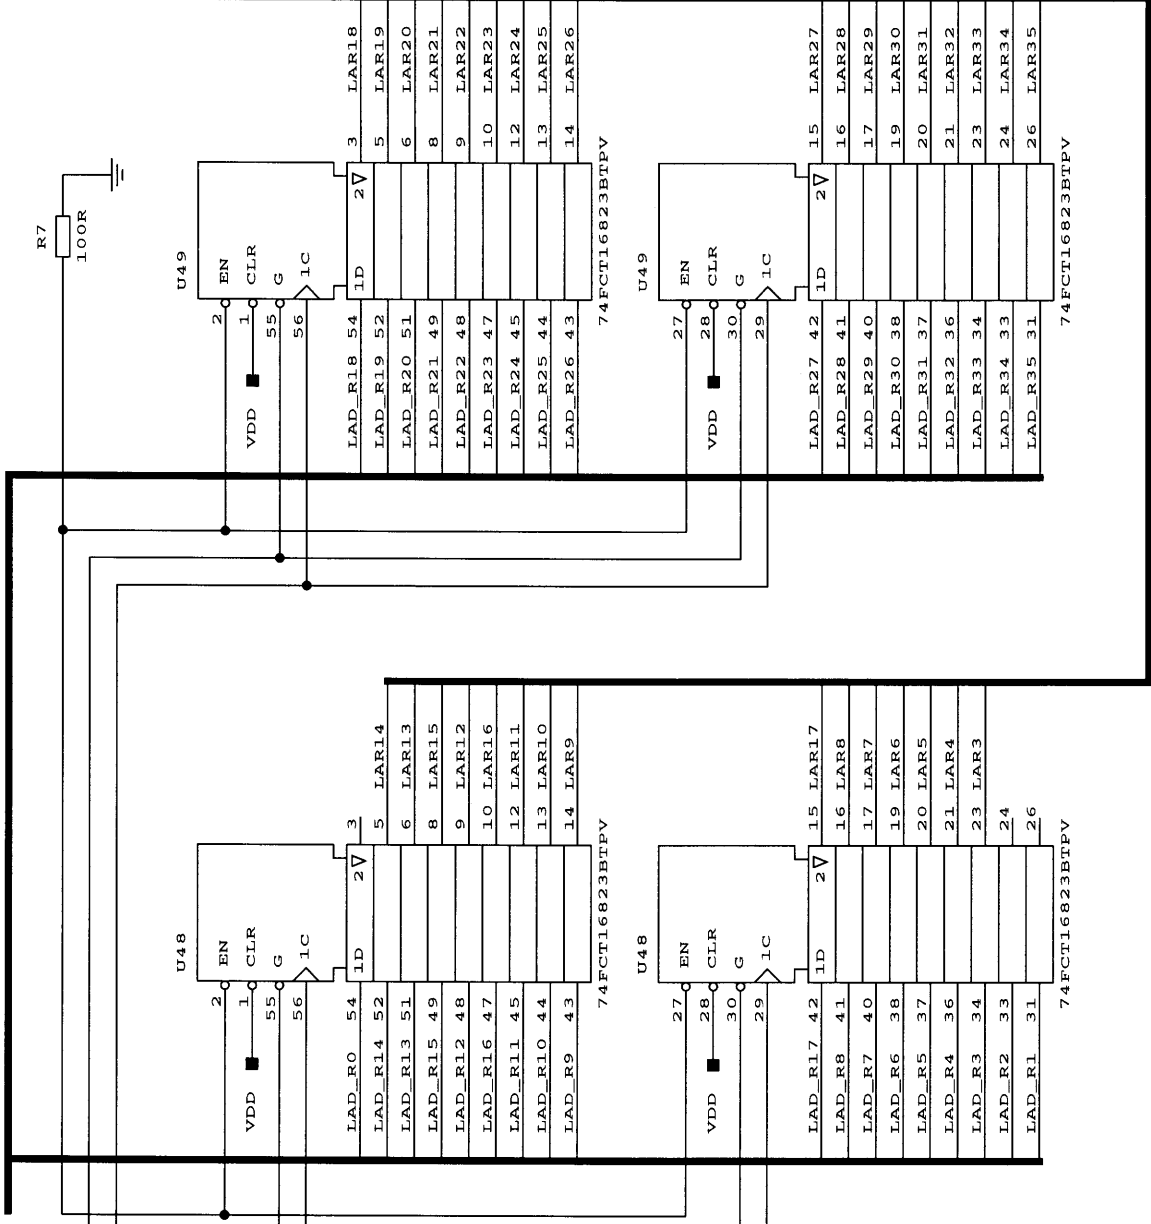 R7
100R
U49
EN
CLR
G
1C
2
1
55
56
VDD
1D
2
LAR18 3
LAR19 5
LAR20 6
LAR21 8
LAR22 9
LAR23 10
LAR24 12
LAR25 13
LAR26 14
LAD_R18 54
LAD_R19 52
LAD_R20 51
LAD_R21 49
LAD_R22 48
LAD_R23 47
LAD_R24 45
LAD_R25 44
LAD_R26 43
74FCT16823BTPV
U49
EN
CLR
G
1C
27
28
30
29
VDD
1D
2
LAR27 15
LAR28 16
LAR29 17
LAR30 19
LAR31 20
LAR32 21
LAR33 23
LAR34 24
LAR35 26
LAD_R27 42
LAD_R28 41
LAD_R29 40
LAD_R30 38
LAD_R31 37
LAD_R32 36
LAD_R33 34
LAD_R34 33
LAD_R35 31
74FCT16823BTPV
U48
EN
CLR
G
1C
2
1
55
56
VDD
1D
2
3
5 LAR14
6 LAR13
8 LAR15
9 LAR12
10 LAR16
12 LAR11
13 LAR10
14 LAR9
LAD_R0 54
LAD_R14 52
LAD_R13 51
LAD_R15 49
LAD_R12 48
LAD_R16 47
LAD_R11 45
LAD_R10 44
LAD_R9 43
74FCT16823BTPV
U48
EN
CLR
G
1C
27
28
30
29
VDD
1D
2
15 LAR17
16 LAR8
17 LAR7
19 LAR6
20 LAR5
21 LAR4
23 LAR3
24
26
LAD_R17 42
LAD_R8 41
LAD_R7 40
LAD_R6 38
LAD_R5 37
LAD_R4 36
LAD_R3 34
LAD_R2 33
LAD_R1 31
74FCT16823BTPV